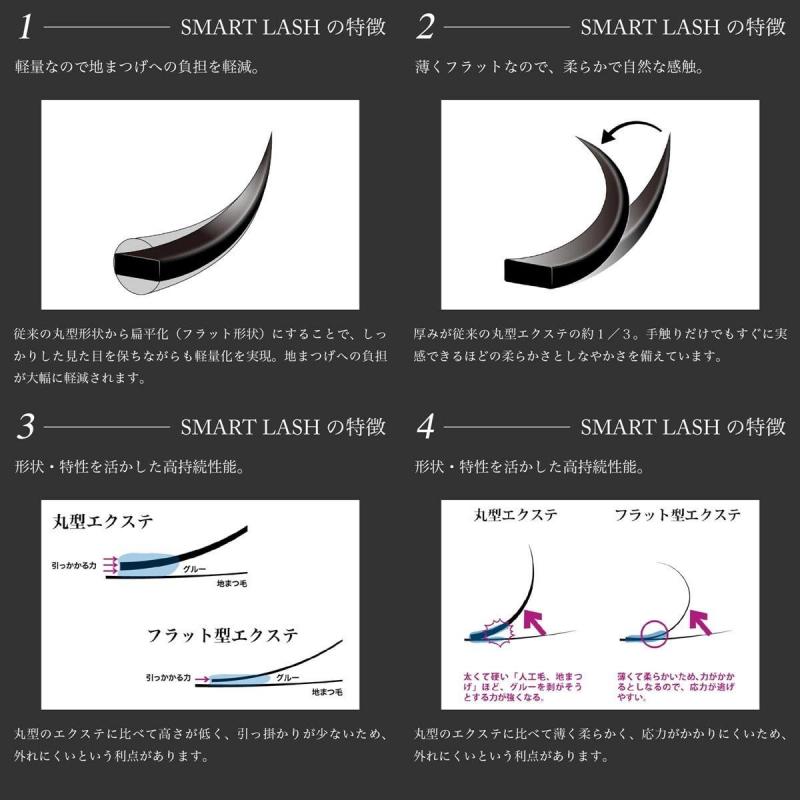 1 SMART LASH の特徴
軽量なので地まつげへの負担を軽減。
従来の丸型形状から扁平化（フラット形状）にすることで、しっ
かりした見た目を保ちながらも軽量化を実現。地まつげへの負担
が大幅に軽減されます。
2 SMART LASH の特徴
薄くフラットなので、柔らかで自然な感触。
厚みが従来の丸型エクステの約１／３。手触りだけでもすぐに実
感できるほどの柔らかさとしなやかさを備えています。
3 SMART LASH の特徴
形状・特性を活かした高持続性能。
丸型エクステ
引っかかる力
グルー
地まつ毛
フラット型エクステ
引っかかる力
グルー
地まつ毛
丸型のエクステに比べて高さが低く、引っ掛かりが少ないため、
外れにくいという利点があります。
4 SMART LASH の特徴
形状・特性を活かした高持続性能。
丸型エクステ
太くて硬い「人工毛、地まつ
げ」ほど、グルーを剥がそう
とする力が強くなる。
フラット型エクステ
薄くて柔らかいため、力がかか
るとしなるので、応力が逃げ
やすい。
丸型のエクステに比べて薄く柔らかく、応力がかかりにくいため、
外れにくいという利点があります。